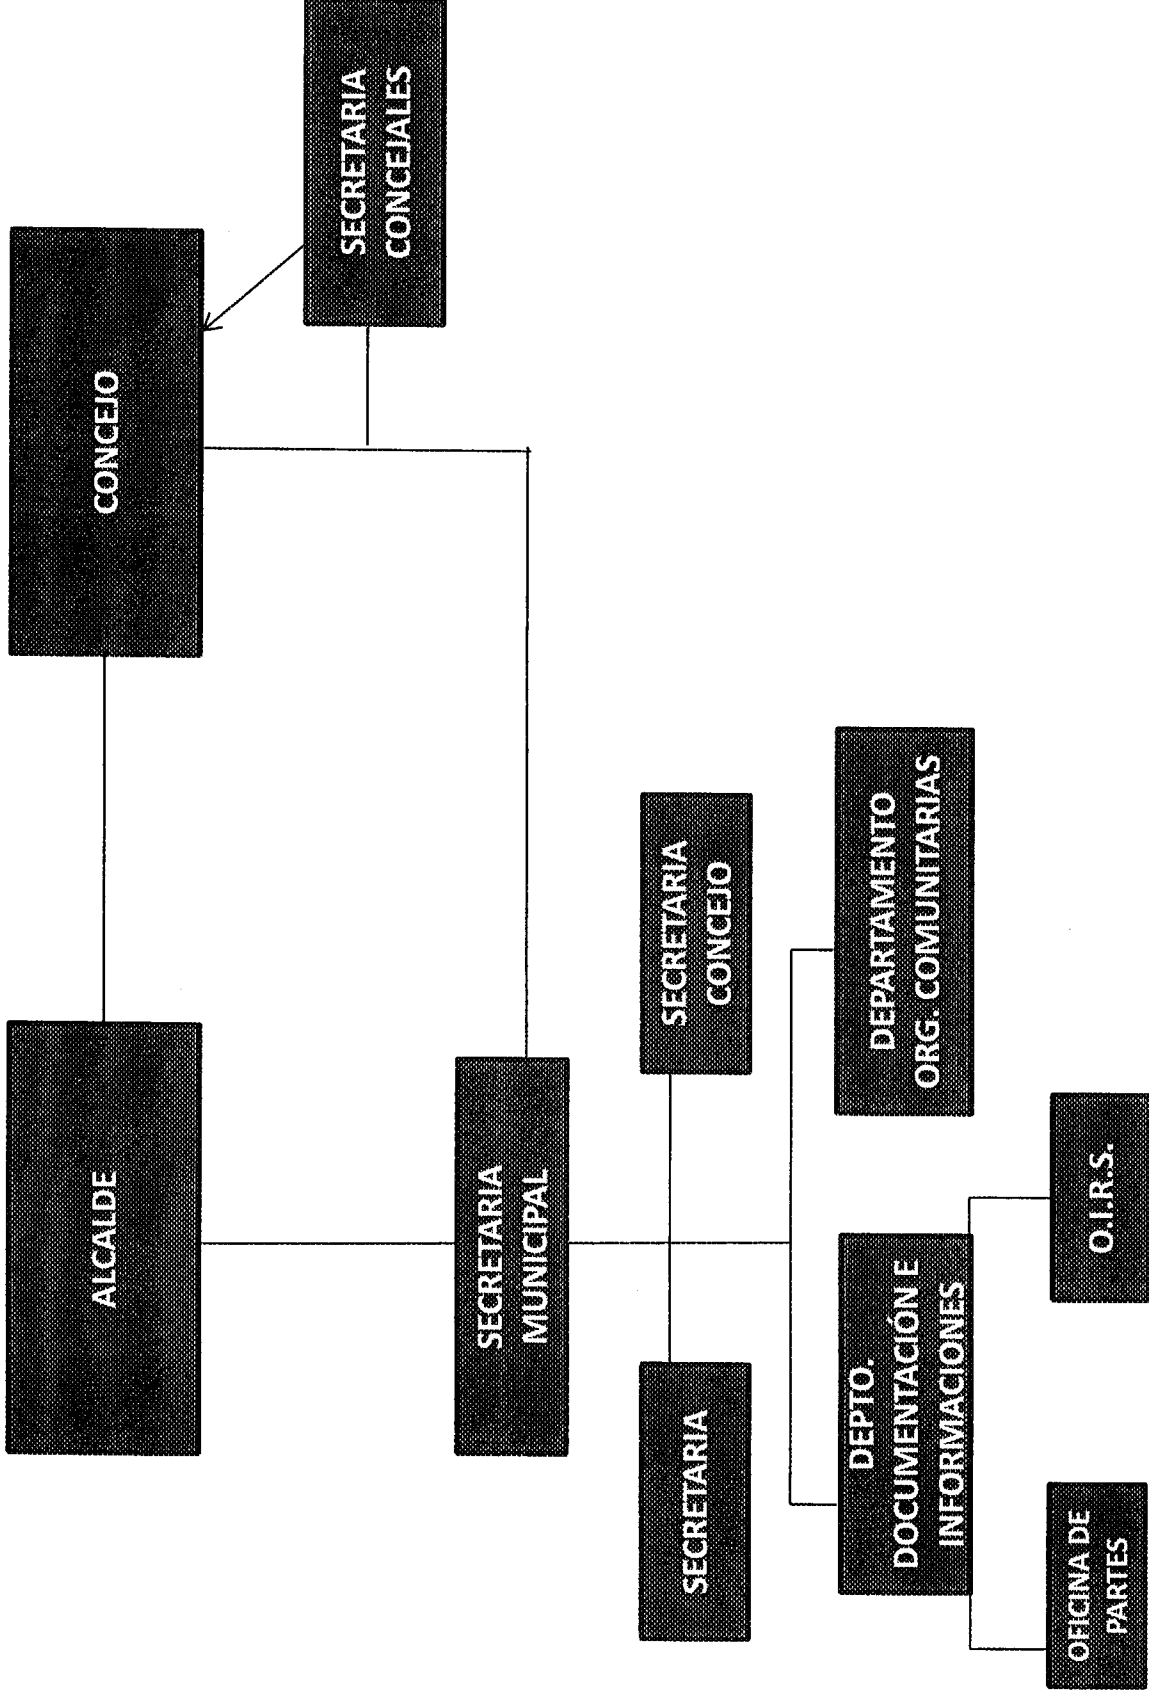 ALCALDE
CONCEJO
SECRETARIA
CONCEJALES
SECRETARIA
MUNICIPAL
SECRETARIA
SECRETARIA
CONCEJO
DEPTO.
DOCUMENTACIÓN E
INFORMACIONES
DEPARTAMENTO
ORG. COMUNITARIAS
OFICINA DE
PARTES
O.I.R.S.